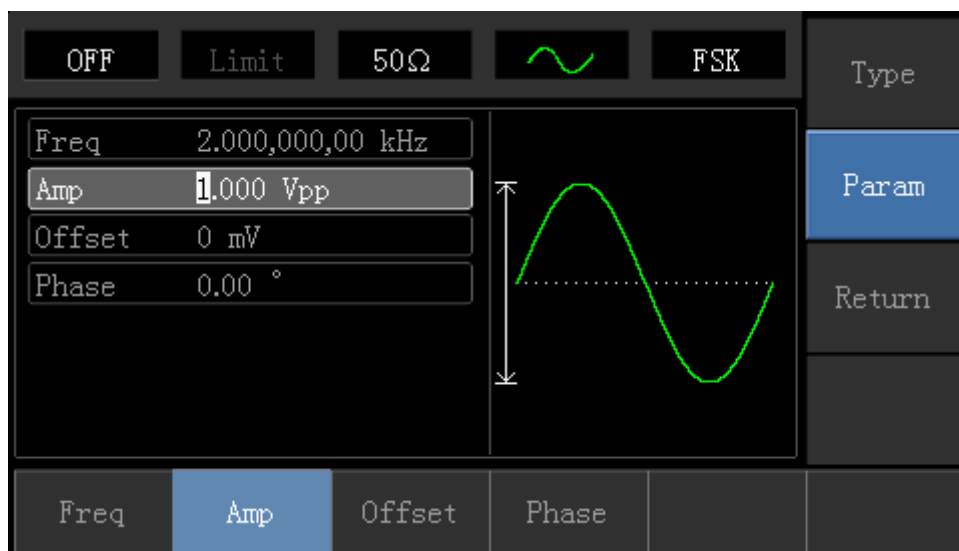 OFF Limit 50Ω FSK
Type
Freq 2.000,000,00 kHz
Amp 1.000 Vpp
Param
Offset 0 mV
Phase 0.00 °
Return
Freq Amp Offset Phase